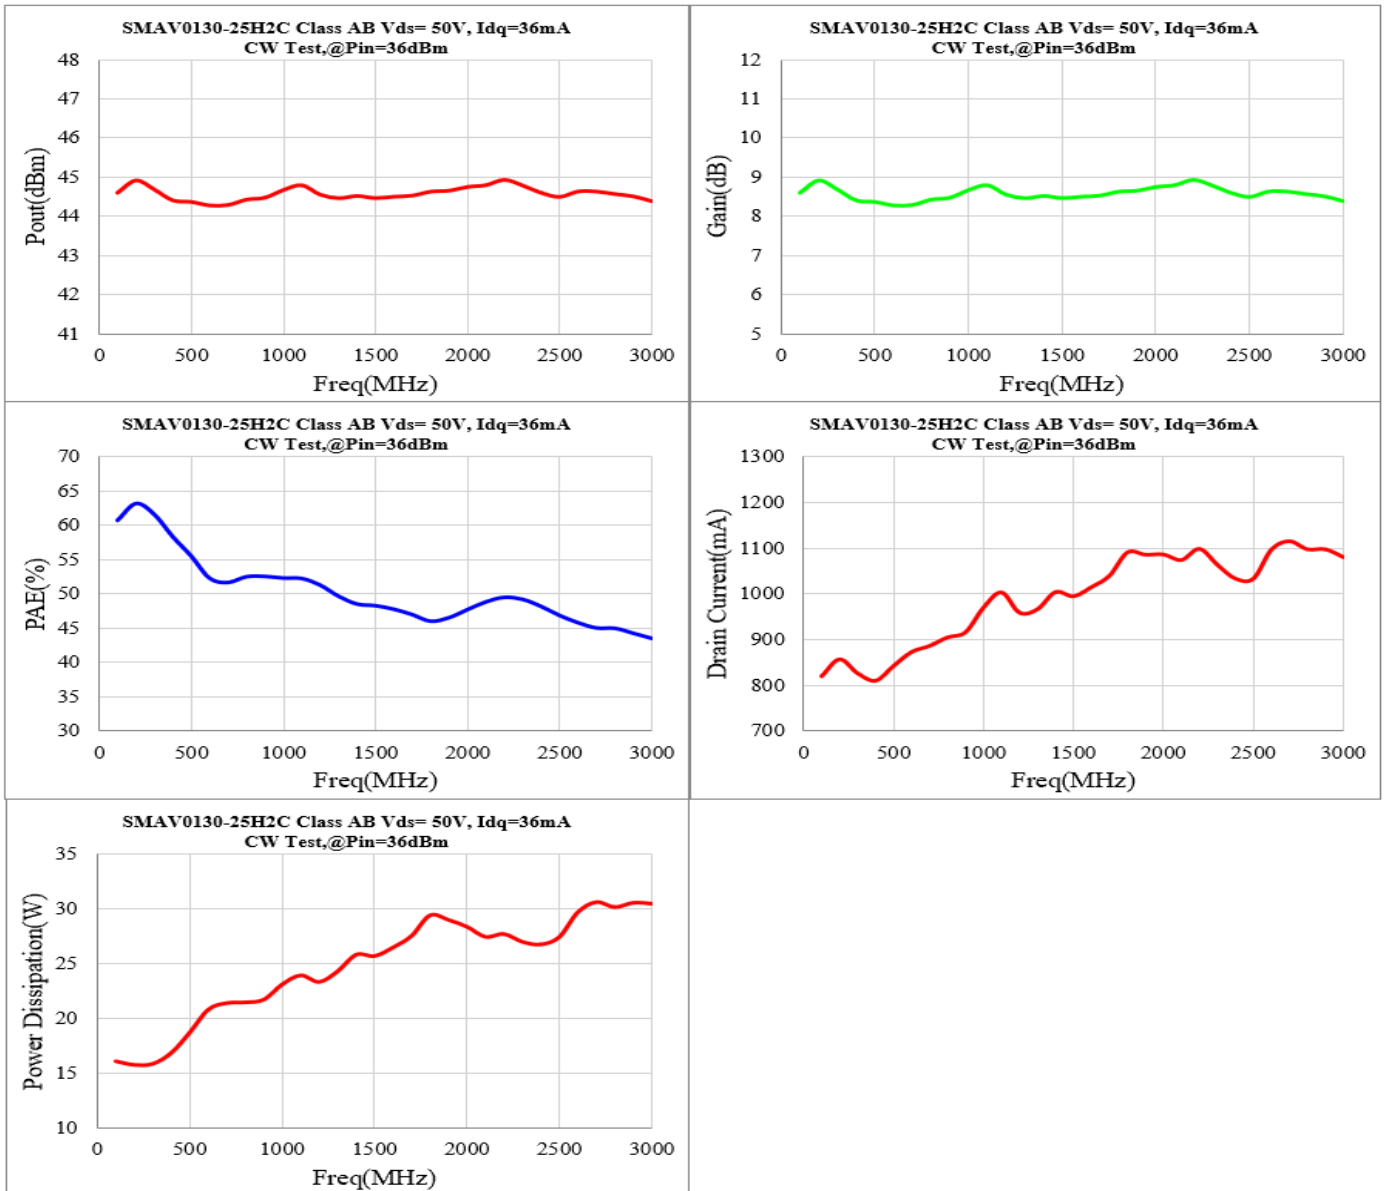 SMAV0130-25H2C Class AB Vds= 50V, Idq=36mA
CW Test,@Pin=36dBm
48
47
46
45
44
43
42
41
Pout(dBm)
0 500 1000 1500 2000 2500 3000
Freq(MHz)
SMAV0130-25H2C Class AB Vds= 50V, Idq=36mA
CW Test,@Pin=36dBm
12
11
10
9
8
7
6
5
Gain(dB)
0 500 1000 1500 2000 2500 3000
Freq(MHz)
SMAV0130-25H2C Class AB Vds= 50V, Idq=36mA
CW Test,@Pin=36dBm
70
65
60
55
50
45
40
35
30
PAE(%)
0 500 1000 1500 2000 2500 3000
Freq(MHz)
SMAV0130-25H2C Class AB Vds= 50V, Idq=36mA
CW Test,@Pin=36dBm
1300
1200
1100
1000
900
800
700
Drain Current(mA)
0 500 1000 1500 2000 2500 3000
Freq(MHz)
SMAV0130-25H2C Class AB Vds= 50V, Idq=36mA
CW Test,@Pin=36dBm
35
30
25
20
15
10
Power Dissipation(W)
0 500 1000 1500 2000 2500 3000
Freq(MHz)